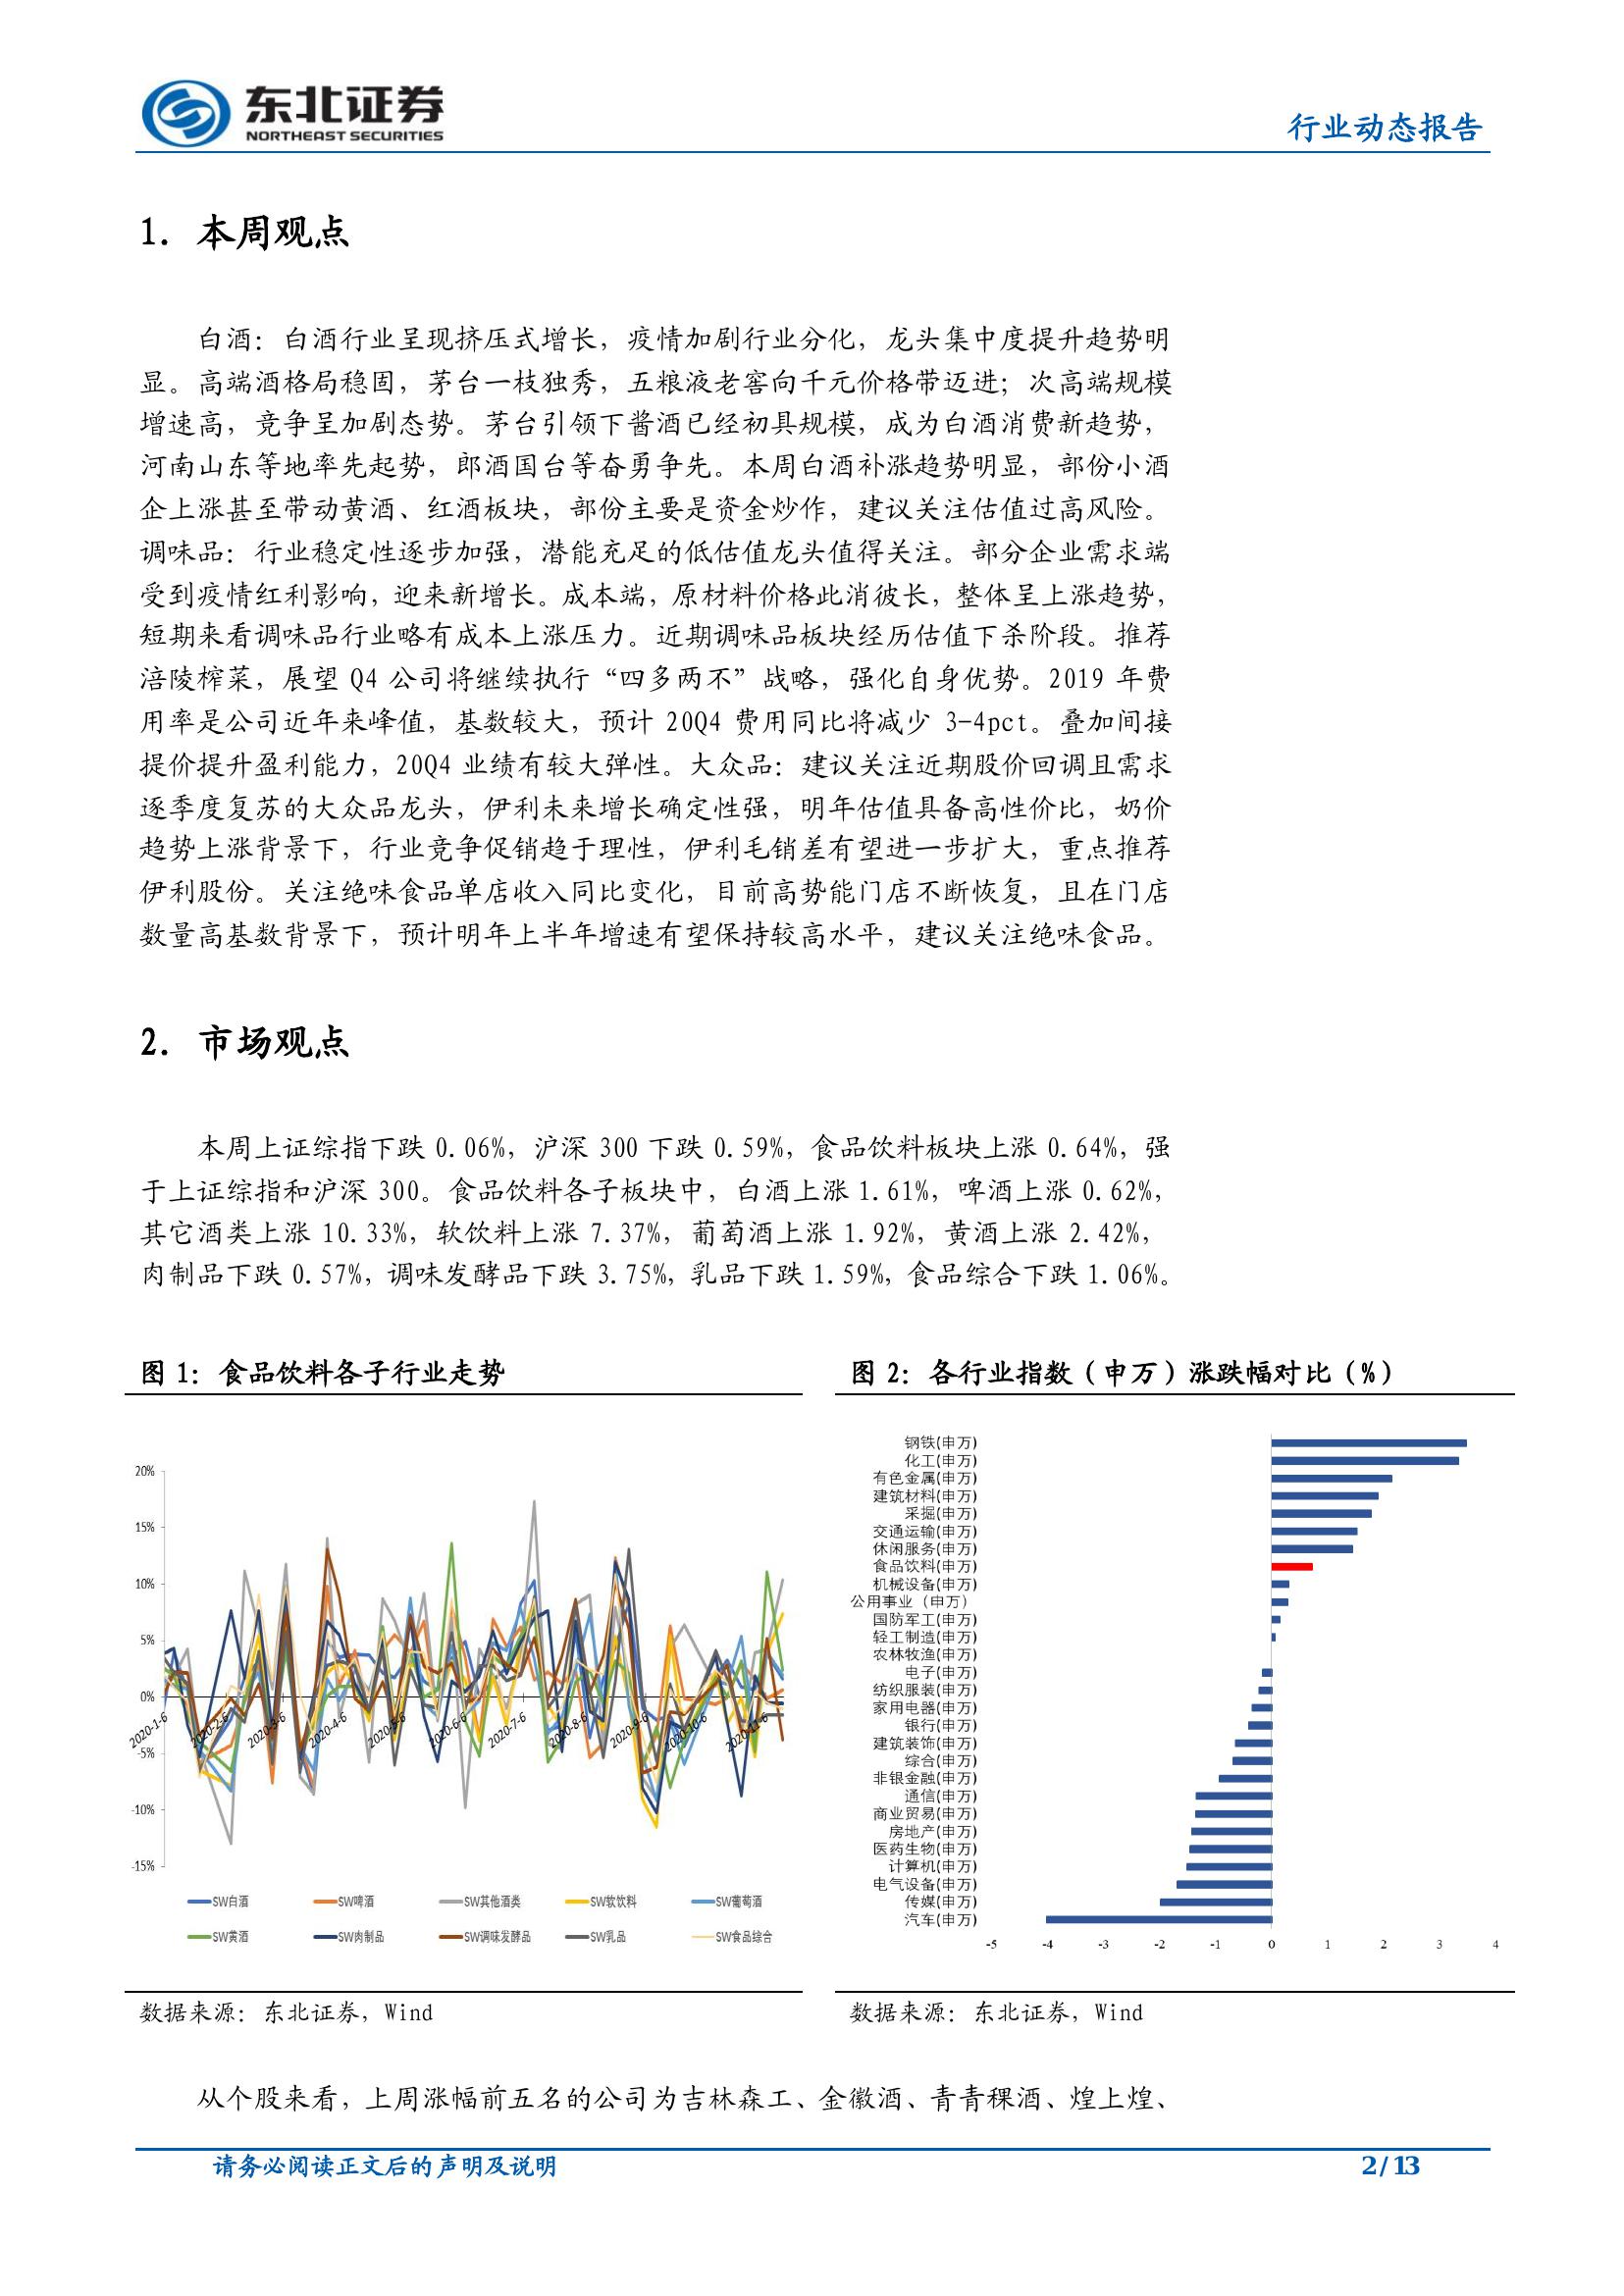 东北证券
NORTHEAST SECURITIES
行业动态报告
1. 本周观点
白酒：白酒行业呈现挤压式增长，疫情加剧行业分化，龙头集中度提升趋势明
显。高端酒格局稳固，茅台一枝独秀，五粮液老窖向千元价格带迈进；次高端规模
增速高，竞争呈加剧态势。茅台引领下酱酒已经初具规模，成为白酒消费新趋势，
河南山东等地率先起势，郎酒国台等奋勇争先。本周白酒补涨趋势明显，部份小酒
企上涨甚至带动黄酒、红酒板块，部份主要是资金炒作，建议关注估值过高风险。
调味品：行业稳定性逐步加强，潜能充足的低估值龙头值得关注。部分企业需求端
受到疫情红利影响，迎来新增长。成本端，原材料价格此消彼长，整体呈上涨趋势，
短期来看调味品行业略有成本上涨压力。近期调味品板块经历估值下杀阶段。推荐
涪陵榨菜，展望 Q4 公司将继续执行“四多两不”战略，强化自身优势。2019 年费
用率是公司近年来峰值，基数较大，预计 20Q4 费用同比将减少 3-4pct。叠加间接
提价提升盈利能力，20Q4 业绩有较大弹性。大众品：建议关注近期股价回调且需求
逐季度复苏的大众品龙头，伊利未来增长确定性强，明年估值具备高性价比，奶价
趋势上涨背景下，行业竞争促销趋于理性，伊利毛销差有望进一步扩大，重点推荐
伊利股份。关注绝味食品单店收入同比变化，目前高势能门店不断恢复，且在门店
数量高基数背景下，预计明年上半年增速有望保持较高水平，建议关注绝味食品。
2. 市场观点
本周上证综指下跌 0.06%，沪深 300 下跌 0.59%，食品饮料板块上涨 0.64%，强
于上证综指和沪深 300。食品饮料各子板块中，白酒上涨 1.61%，啤酒上涨 0.62%，
其它酒类上涨 10.33%，软饮料上涨 7.37%，葡萄酒上涨 1.92%，黄酒上涨 2.42%，
肉制品下跌 0.57%，调味发酵品下跌 3.75%，乳品下跌 1.59%，食品综合下跌 1.06%。
图 1：食品饮料各子行业走势
20%
15%
10%
5%
0%
-5%
-10%
-15%
2020-1-6
2020-2-6
2020-3-6
2020-4-6
2020-5-6
2020-6-6
2020-7-6
2020-8-6
2020-9-6
2020-10-6
2020-11-6
SW白酒
SW啤酒
SW其他酒类
SW软饮料
SW葡萄酒
SW黄酒
SW肉制品
SW调味发酵品
SW乳品
SW食品综合
数据来源：东北证券，Wind
图 2：各行业指数（申万）涨跌幅对比（%）
钢铁(申万)
化工(申万)
有色金属(申万)
建筑材料(申万)
采掘(申万)
交通运输(申万)
休闲服务(申万)
食品饮料(申万)
机械设备(申万)
公用事业（申万）
国防军工(申万)
轻工制造(申万)
农林牧渔(申万)
电子(申万)
纺织服装(申万)
家用电器(申万)
银行(申万)
建筑装饰(申万)
综合(申万)
非银金融(申万)
通信(申万)
商业贸易(申万)
房地产(申万)
医药生物(申万)
计算机(申万)
电气设备(申万)
传媒(申万)
汽车(申万)
-5 -4 -3 -2 -1 0 1 2 3 4
数据来源：东北证券，Wind
从个股来看，上周涨幅前五名的公司为吉林森工、金徽酒、青青稞酒、煌上煌、
请务必阅读正文后的声明及说明
2/13